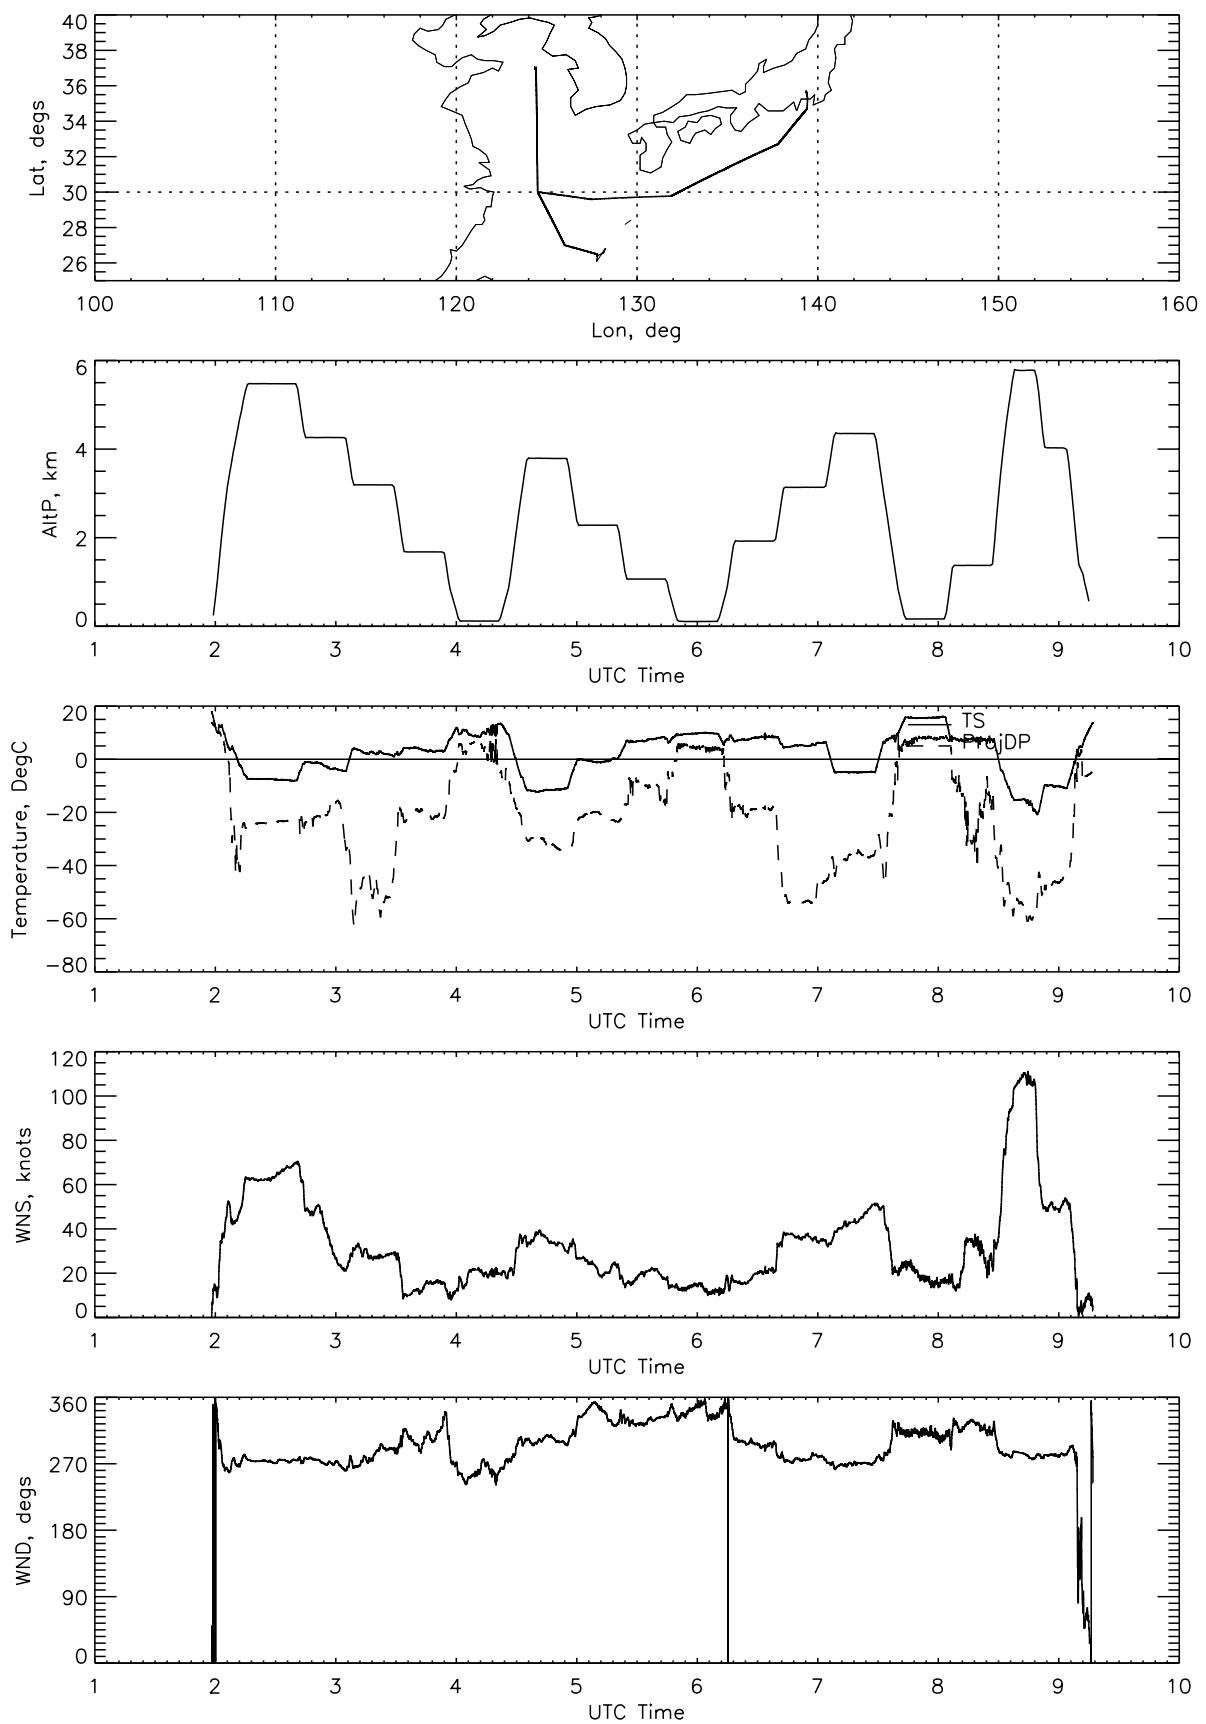 40
38
36
34
32
30
28
26
Lat, degs
100 110 120 130 140 150 160
Lon, deg
6
4
2
0
AltP, km
1 2 3 4 5 6 7 8 9 10
UTC Time
20
0
−20
−40
−60
−80
Temperature, DegC
TS
ProjDP
1 2 3 4 5 6 7 8 9 10
UTC Time
120
100
80
60
40
20
0
WNS, knots
1 2 3 4 5 6 7 8 9 10
UTC Time
360
270
180
90
0
WND, degs
1 2 3 4 5 6 7 8 9 10
UTC Time